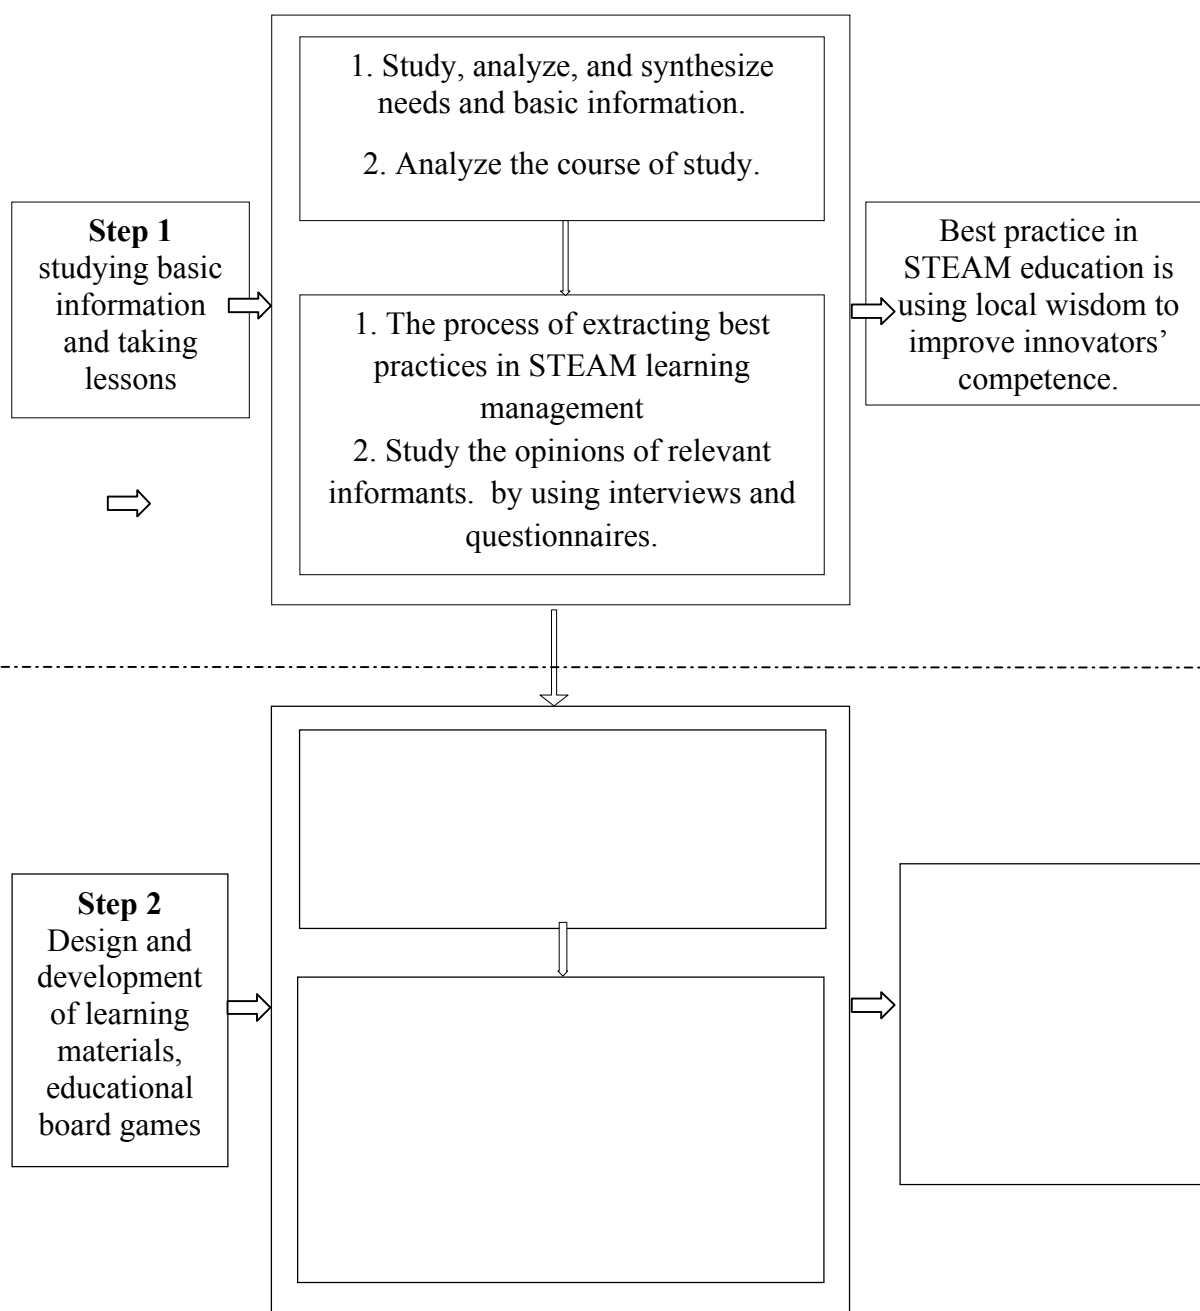 1. Study, analyze, and synthesize
needs and basic information.
2. Analyze the course of study.
Step 1
studying basic
information
and taking
lessons
1. The process of extracting best
practices in STEAM learning
management
2. Study the opinions of relevant
informants.  by using interviews and
questionnaires.
Best practice in
STEAM education is
using local wisdom to
improve innovators’
competence.
Step 2
Design and
development
of learning
materials,
educational
board games